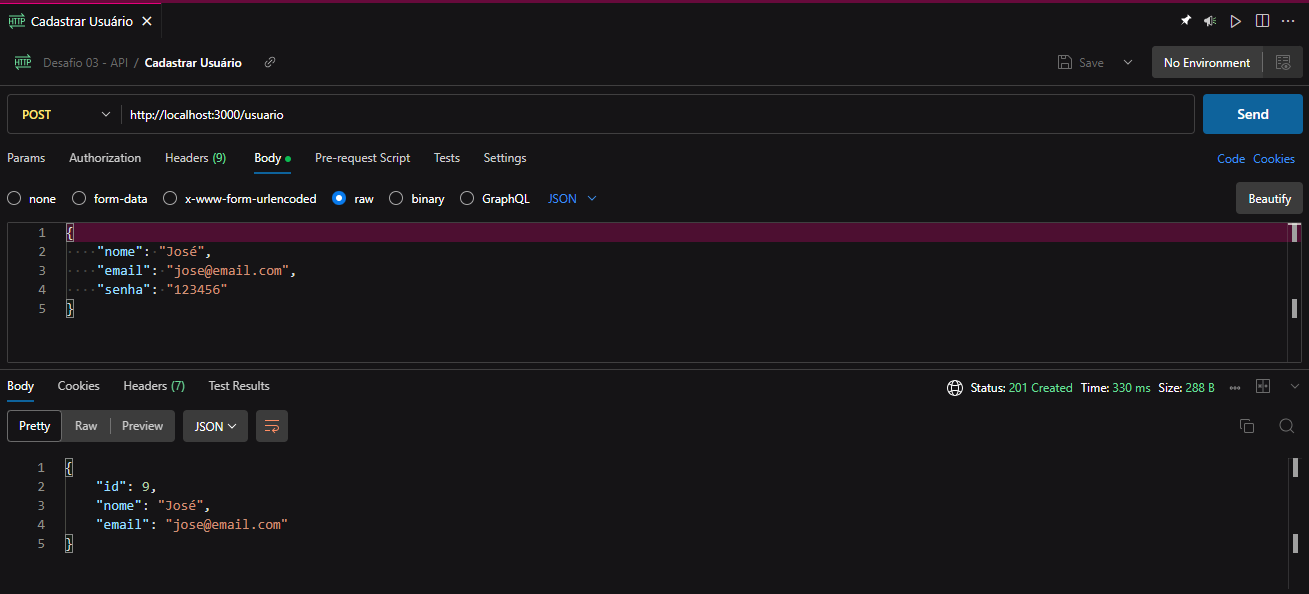 HTTP Cadastrar Usuário
HTTP Desafio 03 - API / Cadastrar Usuário Save No Environment
POST http://localhost:3000/usuario Send
Params Authorization Headers (9) Body Pre-request Script Tests Settings Code Cookies
none form-data x-www-form-urlencoded raw binary GraphQL JSON Beautify
1 {
2 ····"nome":·"José",
3 ····"email":·"jose@email.com",
4 ····"senha":·"123456"
5 }
Body Cookies Headers (7) Test Results Status: 201 Created Time: 330 ms Size: 288 B
Pretty Raw Preview JSON
1 {
2     "id": 9,
3     "nome": "José",
4     "email": "jose@email.com"
5 }